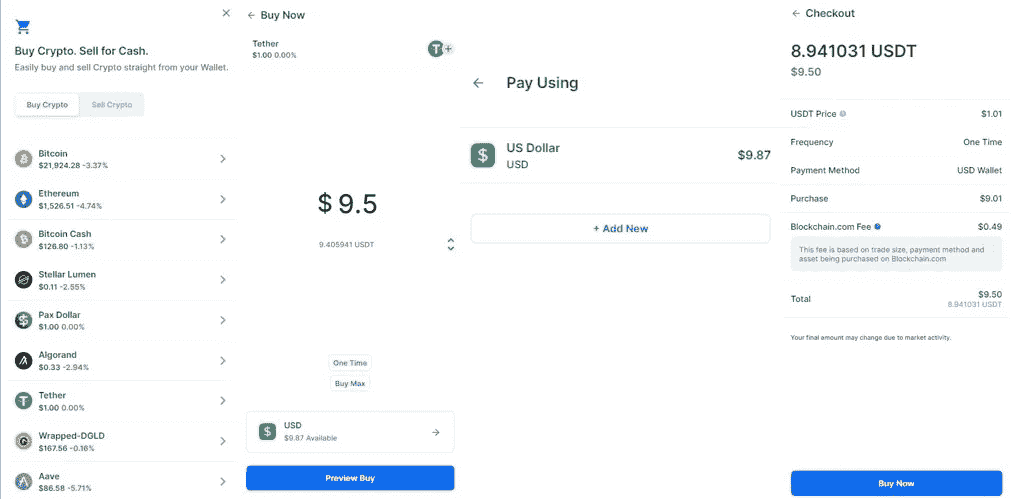 Buy Crypto. Sell for Cash.
Easily buy and sell Crypto straight from your Wallet.
Buy Crypto
Sell Crypto
Bitcoin
$21,924.28 -3.37%
Ethereum
$1,526.51 -4.74%
Bitcoin Cash
$126.80 -1.13%
Stellar Lumen
$0.11 -2.55%
Pax Dollar
$1.00 0.00%
Algorand
$0.33 -2.94%
Tether
$1.00 0.00%
Wrapped-DGLD
$167.56 -0.16%
Aave
$86.58 -5.71%
Buy Now
Tether
$1.00 0.00%
$ 9.5
9.405941 USDT
One Time
Buy Max
USD
$9.87 Available
Preview Buy
Pay Using
US Dollar
USD
$9.87
+ Add New
Checkout
8.941031 USDT
$9.50
USDT Price $1.01
Frequency One Time
Payment Method USD Wallet
Purchase $9.01
Blockchain.com Fee $0.49
This fee is based on trade size, payment method and
asset being purchased on Blockchain.com
Total $9.50
8.941031 USDT
Your final amount may change due to market activity.
Buy Now